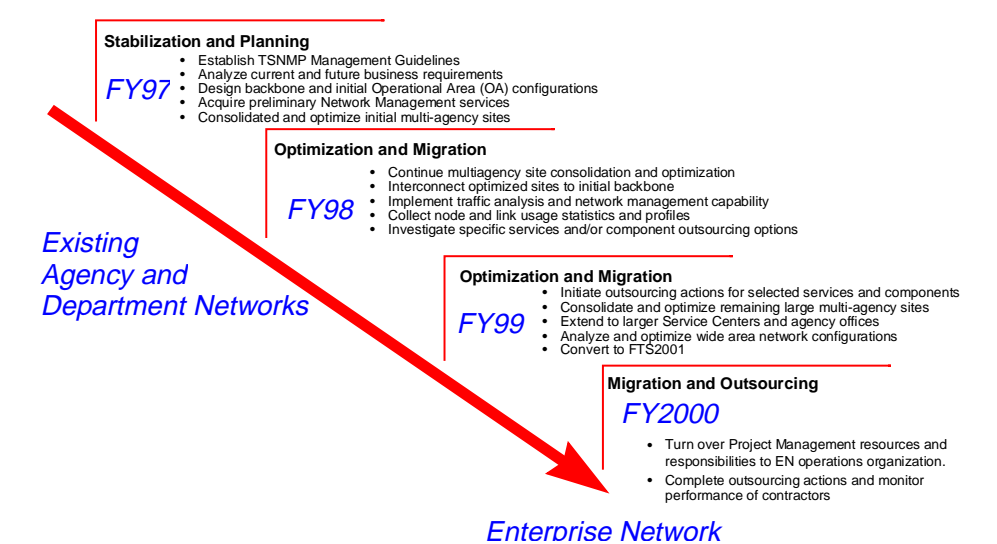 Stabilization and Planning
• Establish TSNMP Management Guidelines
• Analyze current and future business requirements
FY97
• Design backbone and initial Operational Area (OA) configurations
• Acquire preliminary Network Management services
• Consolidated and optimize initial multi-agency sites
Optimization and Migration
• Continue multiagency site consolidation and optimization
• Interconnect optimized sites to initial backbone
FY98
• Implement traffic analysis and network management capability
• Collect node and link usage statistics and profiles
• Investigate specific services and/or component outsourcing options
Existing
Agency and
Department Networks
Optimization and Migration
• Initiate outsourcing actions for selected services and components
• Consolidate and optimize remaining large multi-agency sites
FY99
• Extend to larger Service Centers and agency offices
• Analyze and optimize wide area network configurations
• Convert to FTS2001
Migration and Outsourcing
FY2000
• Turn over Project Management resources and
responsibilities to EN operations organization.
• Complete outsourcing actions and monitor
performance of contractors
Enterprise Network